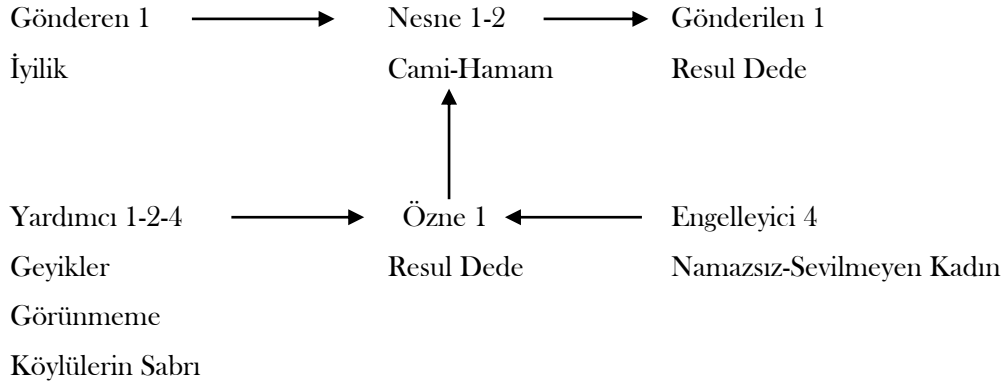 Gönderen 1 Nesne 1-2 Gönderilen 1
İyilik Cami-Hamam Resul Dede
Yardımcı 1-2-4 Özne 1 Engelleyici 4
Geyikler Resul Dede Namazsız-Sevilmeyen Kadın
Görünmeme
Köylülerin Sabrı